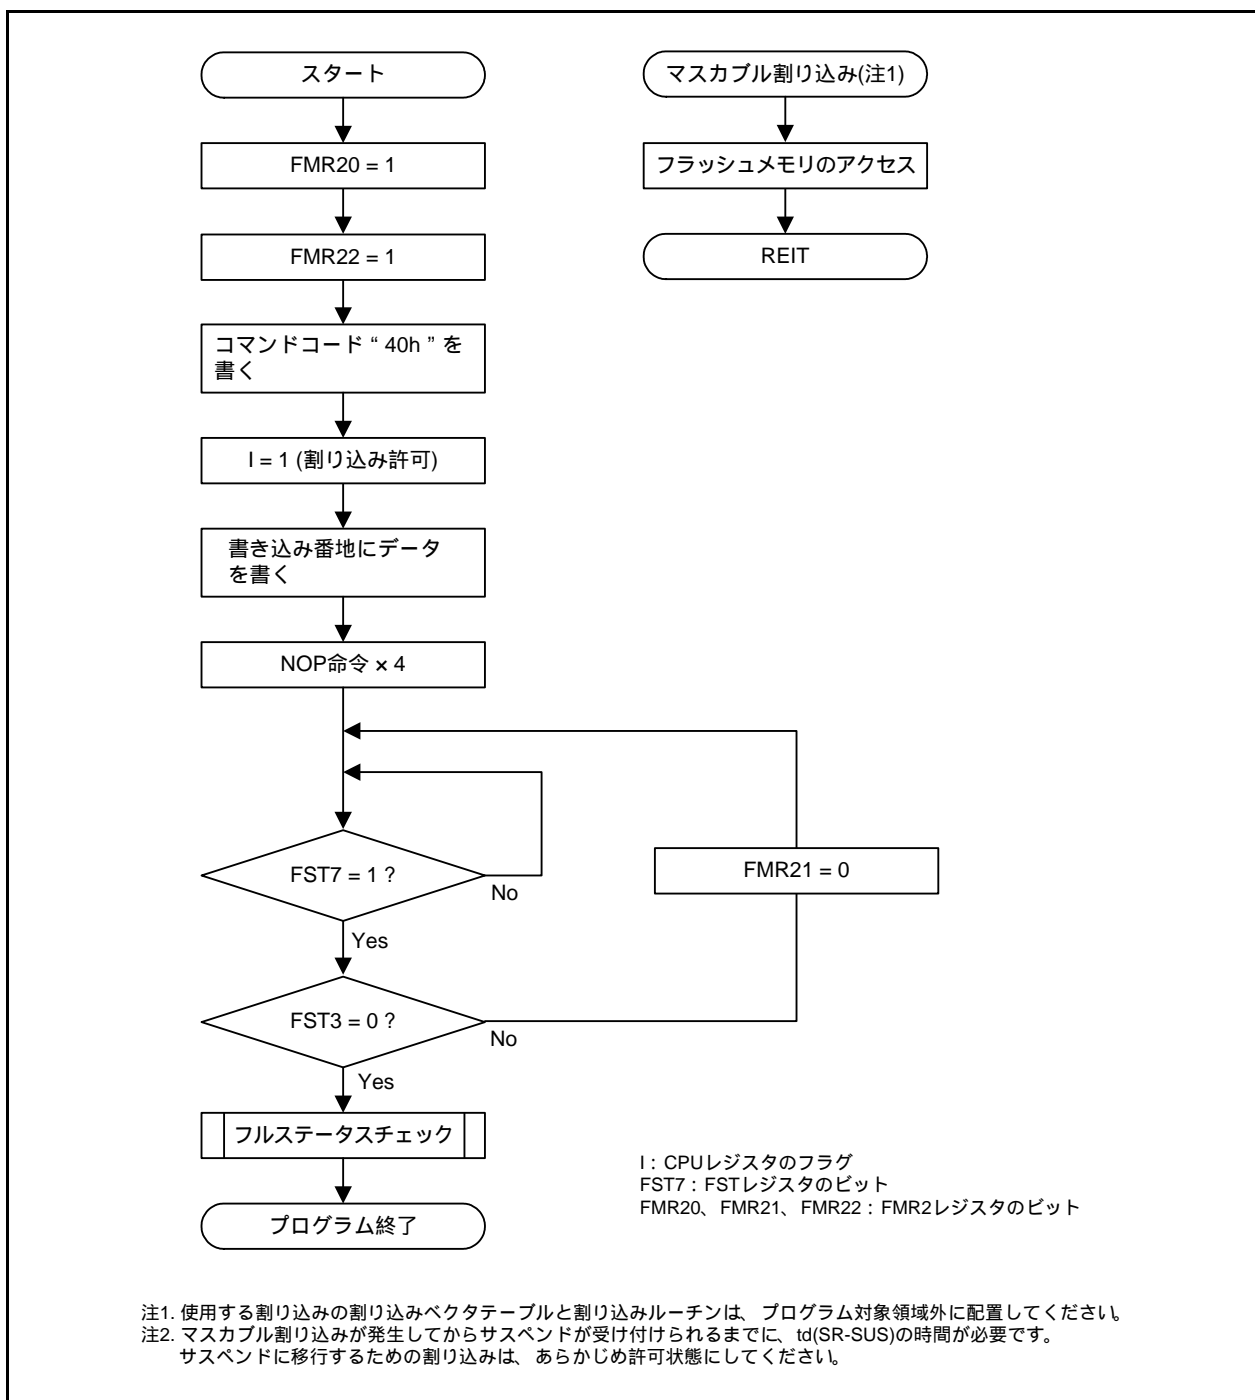 スタート
FMR20 = 1
FMR22 = 1
コマンドコード“40h”を
書く
I = 1 (割り込み許可)
書き込み番地にデータ
を書く
NOP命令 × 4
FST7 = 1 ?
No
Yes
FST3 = 0 ?
No
Yes
フルステータスチェック
プログラム終了
マスカブル割り込み(注1)
フラッシュメモリのアクセス
REIT
FMR21 = 0
I : CPUレジスタのフラグ
FST7 : FSTレジスタのビット
FMR20、FMR21、FMR22 : FMR2レジスタのビット
注1. 使用する割り込みの割り込みベクタテーブルと割り込みルーチンは、プログラム対象領域外に配置してください。
注2. マスカブル割り込みが発生してからサスペンドが受け付けられるまでに、td(SR-SUS)の時間が必要です。
サスペンドに移行するための割り込みは、あらかじめ許可状態にしてください。